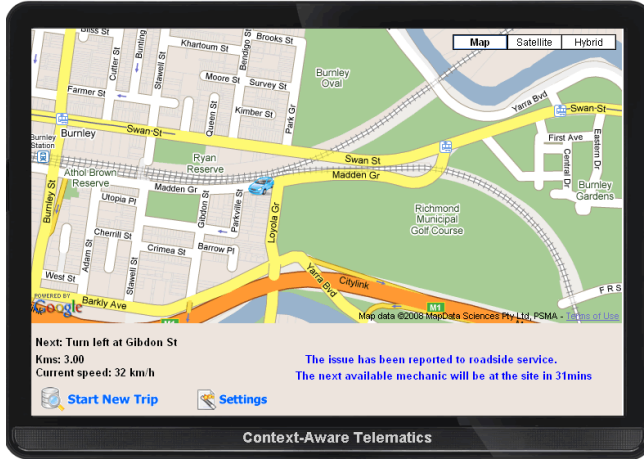 Bliss St
Cutter St
Bunting
Stawell St
Khartoum St
Bendigo St
Brooks St
Map
Satellite
Hybrid
Moore St
Survey St
Burnley
Oval
Farmer St
Queen St
Kimber St
Park Gr
Yarra Bvd
Swan St
Burnley
Station
Burnley
Swan St
First Ave
Eastern Dr
Central Dr
Ryan
Reserve
Swan St
Athol Brown
Reserve
Madden Gr
Madden Gr
Burnley
Gardens
Burnley St
Utopia Pl
Gibdon St
Parkville St
Loyola Gr
Richmond
Municipal
Golf Course
Cherrill St
Adam St
Stawell St
Crimea St
Barrow Pl
West St
Yarra Bvd
Citylink
F R S
POWERED BY
Google
Barkly Ave
M1
M1
Map data ©2008 MapData Sciences Pty Ltd, PSMA - Terms of Use
Next: Turn left at Gibdon St
Kms: 3.00
Current speed: 32 km/h
The issue has been reported to roadside service.
The next available mechanic will be at the site in 31mins
Start New Trip
Settings
Context-Aware Telematics